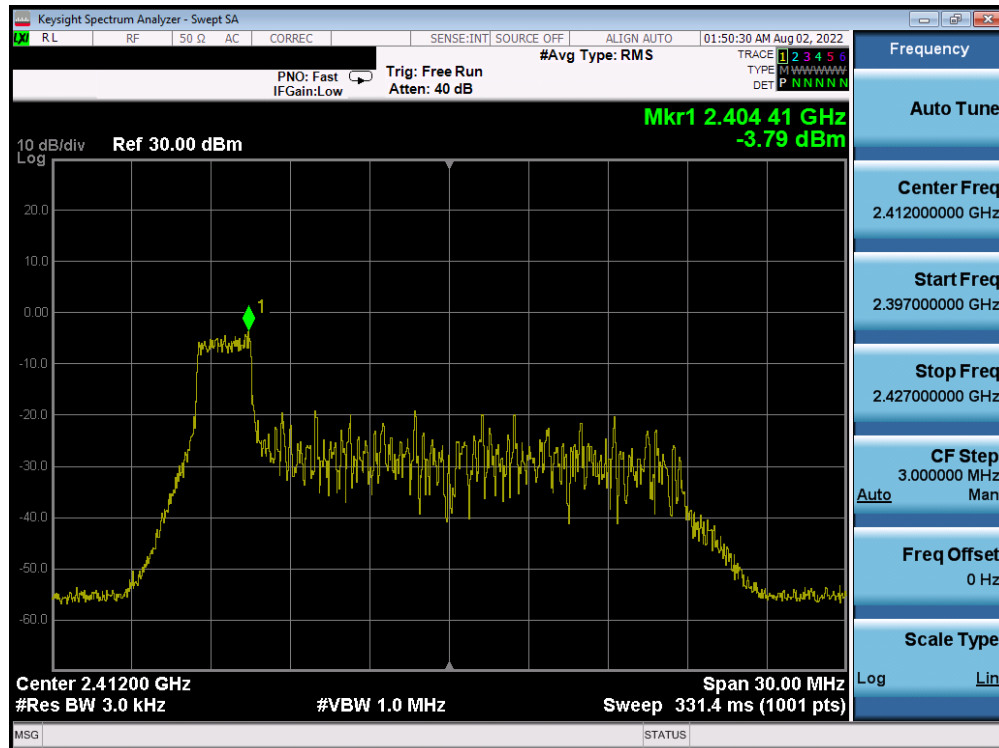 Keysight Spectrum Analyzer - Swept SA
LXI RL RF 50 Ω AC CORREC SENSE:INT SOURCE OFF ALIGN AUTO 01:50:30 AM Aug 02, 2022
#Avg Type: RMS
TRACE 1 2 3 4 5 6
PNO: Fast Trig: Free Run
TYPE M WWWWW
IFGain:Low Atten: 40 dB
DET P N N N N N
Mkr1 2.404 41 GHz
-3.79 dBm
10 dB/div Ref 30.00 dBm
Log
20.0
10.0
0.00
1
-10.0
-20.0
-30.0
-40.0
-50.0
-60.0
Center 2.41200 GHz Span 30.00 MHz
#Res BW 3.0 kHz #VBW 1.0 MHz Sweep 331.4 ms (1001 pts)
MSG STATUS
Frequency
Auto Tune
Center Freq
2.412000000 GHz
Start Freq
2.397000000 GHz
Stop Freq
2.427000000 GHz
CF Step
3.000000 MHz
Auto Man
Freq Offset
0 Hz
Scale Type
Log Lin